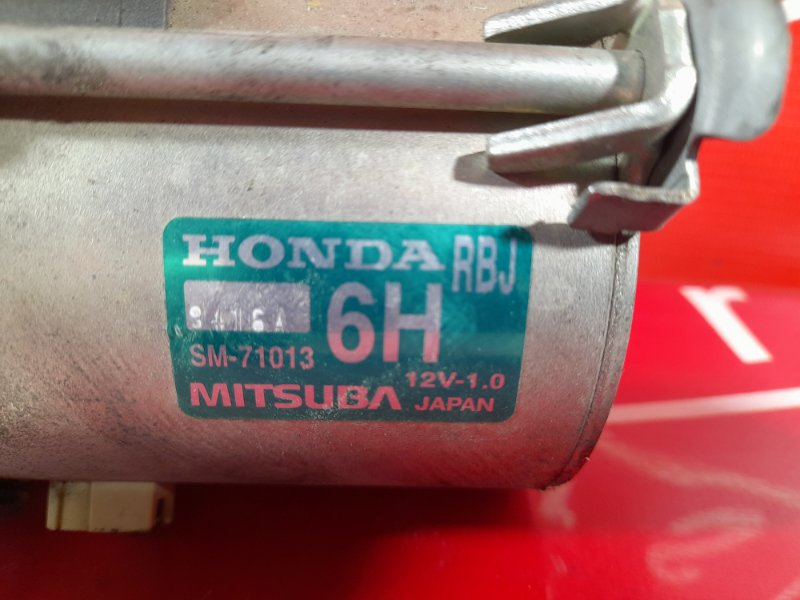 HONDA RBJ
6H
SM-71013
12V-1.0
MITSUBA JAPAN
r